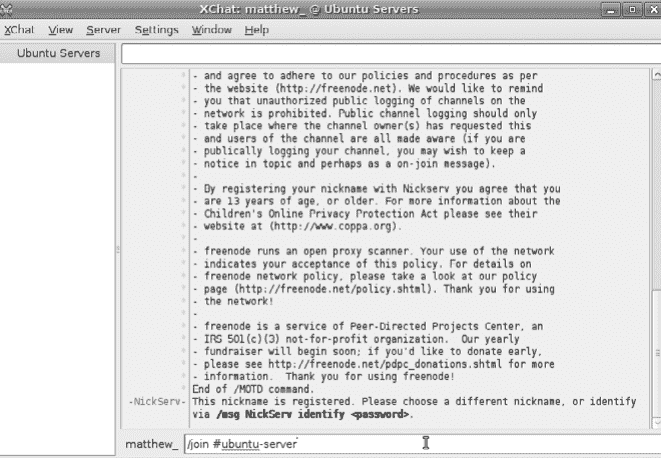 XChat: matthew_ @ Ubuntu Servers
XChat View Server Settings Window Help
Ubuntu Servers
- and agree to adhere to our policies and procedures as per
- the website (http://freenode.net). We would like to remind
- you that unauthorized public logging of channels on the
- network is prohibited. Public channel logging should only
- take place where the channel owner(s) has requested this
- and users of the channel are all made aware (if you are
- publically logging your channel, you may wish to keep a
- notice in topic and perhaps as a on-join message).
-
- By registering your nickname with Nickserv you agree that you
- are 13 years of age, or older. For more information about the
- Children's Online Privacy Protection Act please see their
- website at (http://www.coppa.org).
-
- freenode runs an open proxy scanner. Your use of the network
- indicates your acceptance of this policy. For details on
- freenode network policy, please take a look at our policy
- page (http://freenode.net/policy.shtml). Thank you for using
- the network!
-
- freenode is a service of Peer-Directed Projects Center, an
- IRS 501(c)(3) not-for-profit organization. Our yearly
- fundraiser will begin soon; if you'd like to donate early,
- please see http://freenode.net/pdpc_donations.shtml for more
- information. Thank you for using freenode!
End of /MOTD command.
-NickServ- This nickname is registered. Please choose a different nickname, or identify
via /msg NickServ identify <password>.
matthew_ /join #ubuntu-server